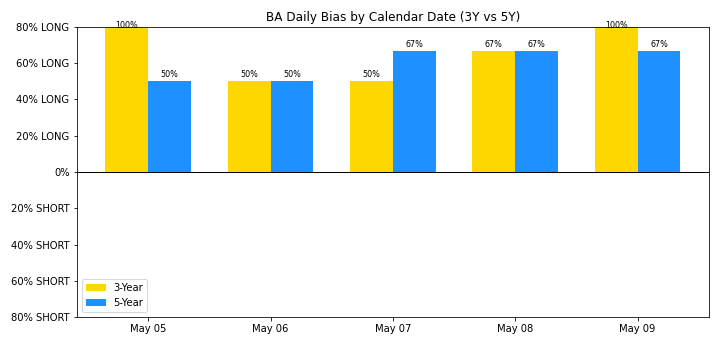 BA Daily Bias by Calendar Date (3Y vs 5Y)
80% LONG
60% LONG
40% LONG
20% LONG
0%
20% SHORT
40% SHORT
60% SHORT
80% SHORT
100%
50%
50%
50%
50%
67%
67%
67%
100%
67%
3-Year
5-Year
May 05
May 06
May 07
May 08
May 09